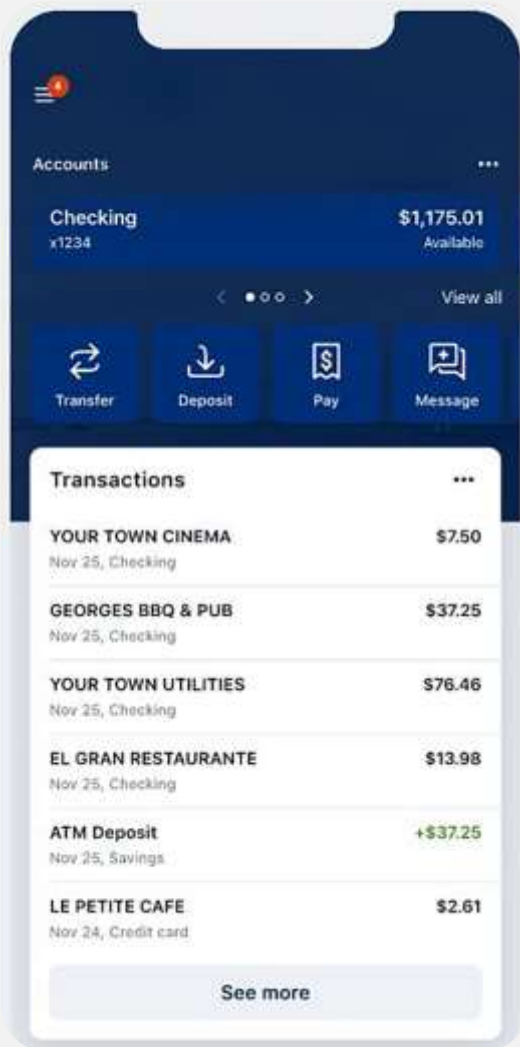 4
Accounts
Checking $1,175.01
x1234 Available
View all
Transfer Deposit Pay Message
Transactions
YOUR TOWN CINEMA $7.50
Nov 25, Checking
GEORGES BBQ & PUB $37.25
Nov 25, Checking
YOUR TOWN UTILITIES $76.46
Nov 25, Checking
EL GRAN RESTAURANTE $13.98
Nov 25, Checking
ATM Deposit +$37.25
Nov 25, Savings
LE PETITE CAFE $2.61
Nov 24, Credit card
See more